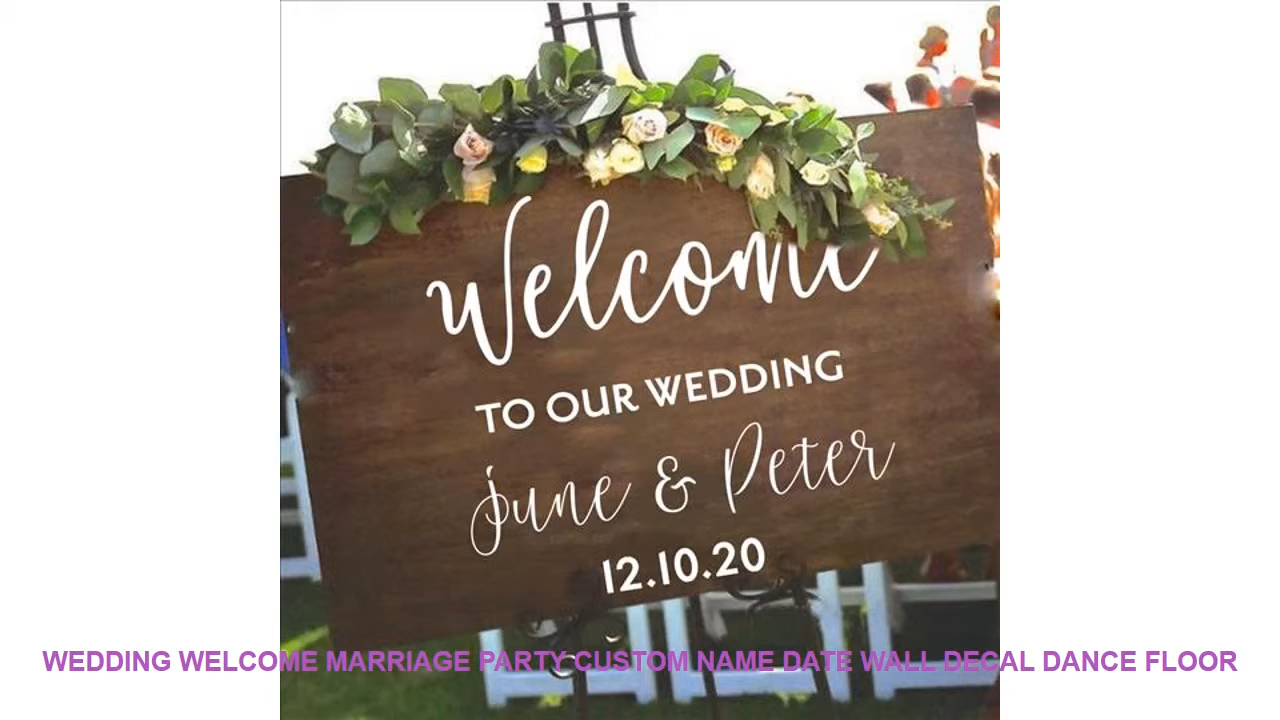 Welcome
TO OUR WEDDING
June & Peter
12.10.20
WEDDING WELCOME MARRIAGE PARTY CUSTOM NAME DATE WALL DECAL DANCE FLOOR